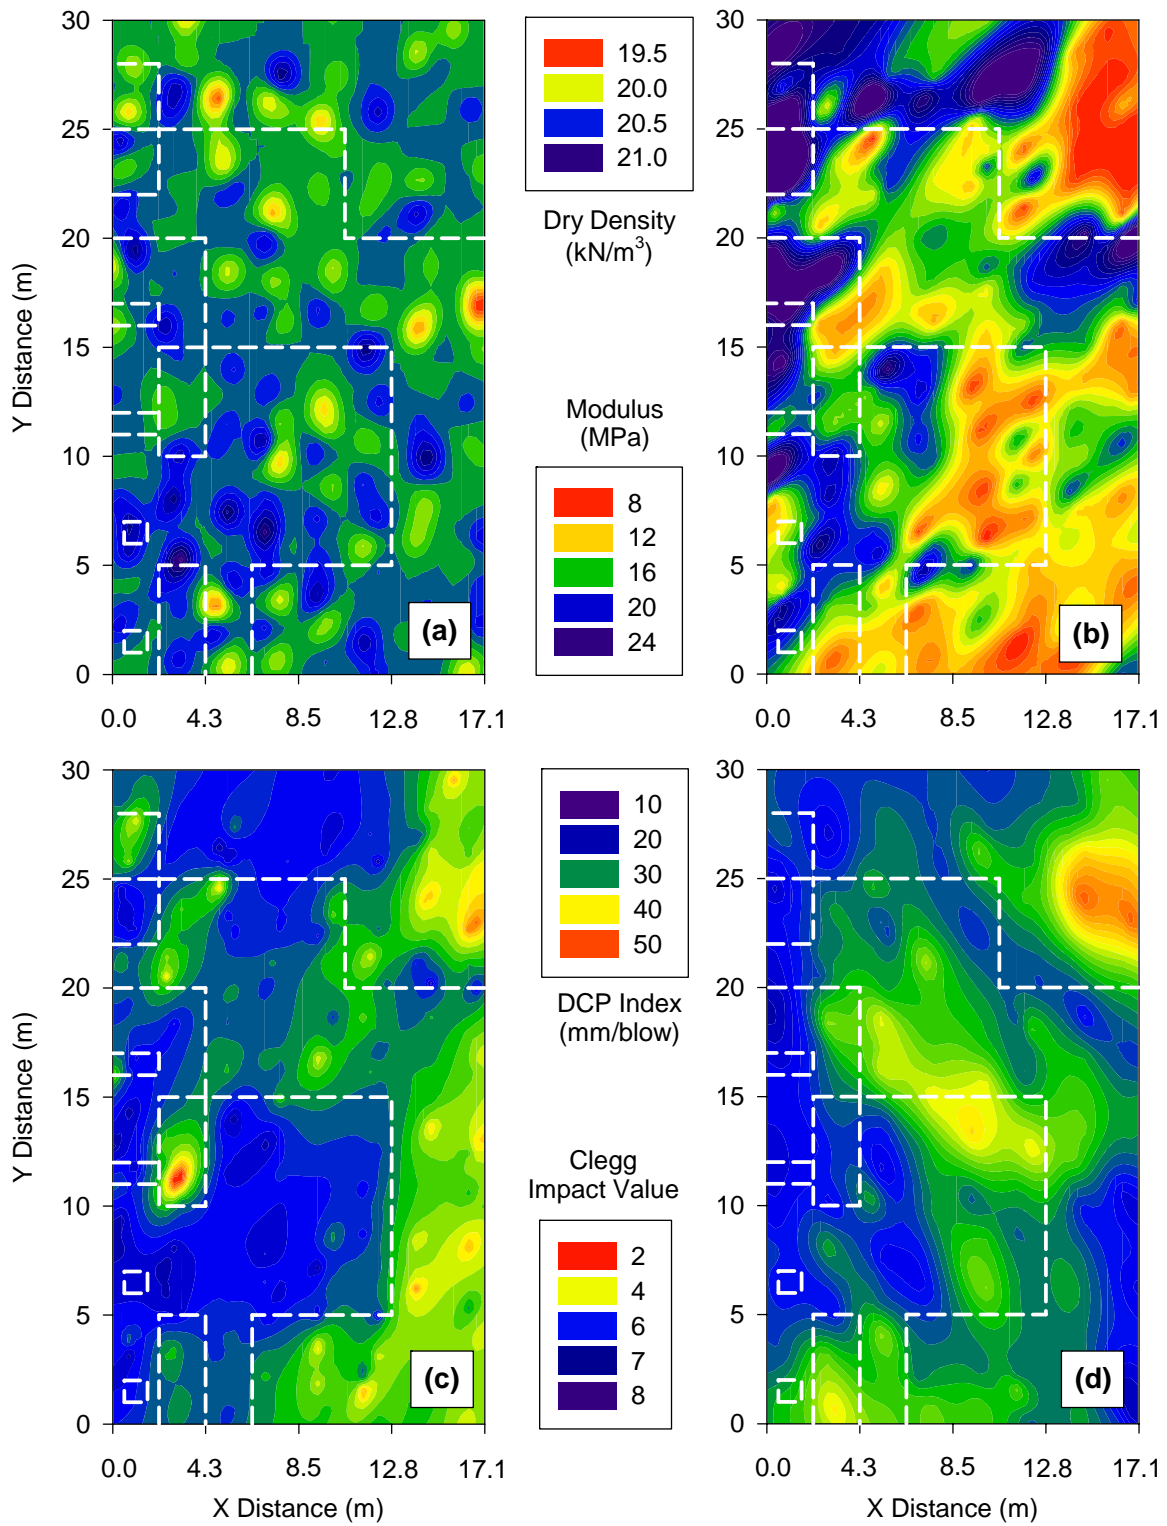 30
25
20
15
10
5
0
Y Distance (m)
0.0 4.3 8.5 12.8 17.1
(a)
19.5
20.0
20.5
21.0
Dry Density
(kN/m³)
Modulus
(MPa)
8
12
16
20
24
30
25
20
15
10
5
0
0.0 4.3 8.5 12.8 17.1
(b)
30
25
20
15
10
5
0
Y Distance (m)
0.0 4.3 8.5 12.8 17.1
X Distance (m)
(c)
10
20
30
40
50
DCP Index
(mm/blow)
Clegg
Impact Value
2
4
6
7
8
30
25
20
15
10
5
0
0.0 4.3 8.5 12.8 17.1
X Distance (m)
(d)